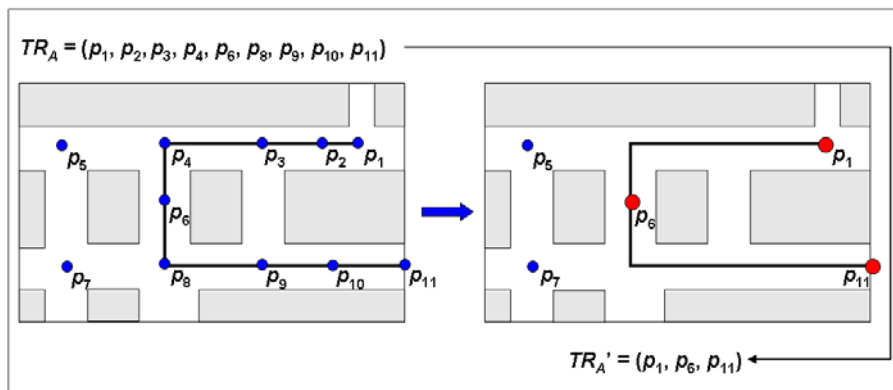 TR_A = (p_1, p_2, p_3, p_4, p_6, p_8, p_9, p_10, p_11)
p_5 p_4 p_3 p_2 p_1
p_6
p_7 p_8 p_9 p_10 p_11
p_5 p_1
p_6
p_7 p_11
TR_A' = (p_1, p_6, p_11)